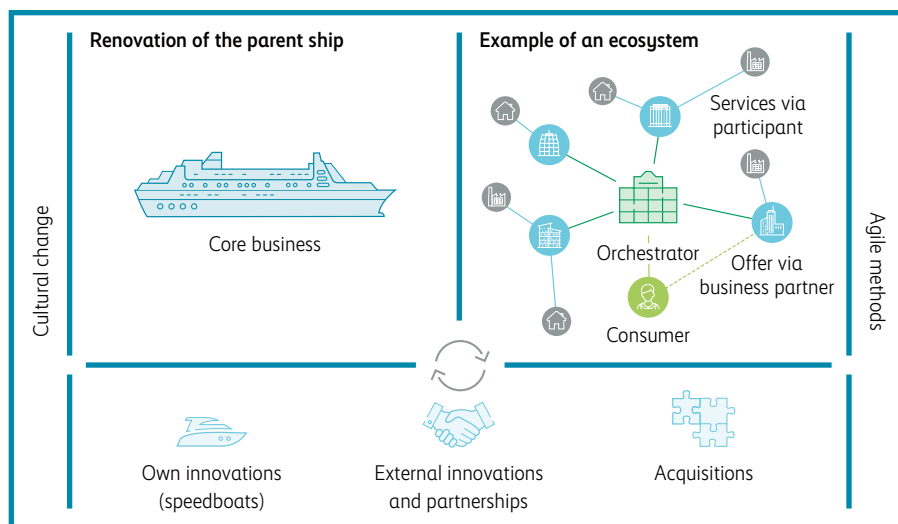 Renovation of the parent ship
Core business
Example of an ecosystem
Services via
participant
Orchestrator
Offer via
business partner
Consumer
Cultural change
Agile methods
Own innovations
(speedboats)
External innovations
and partnerships
Acquisitions